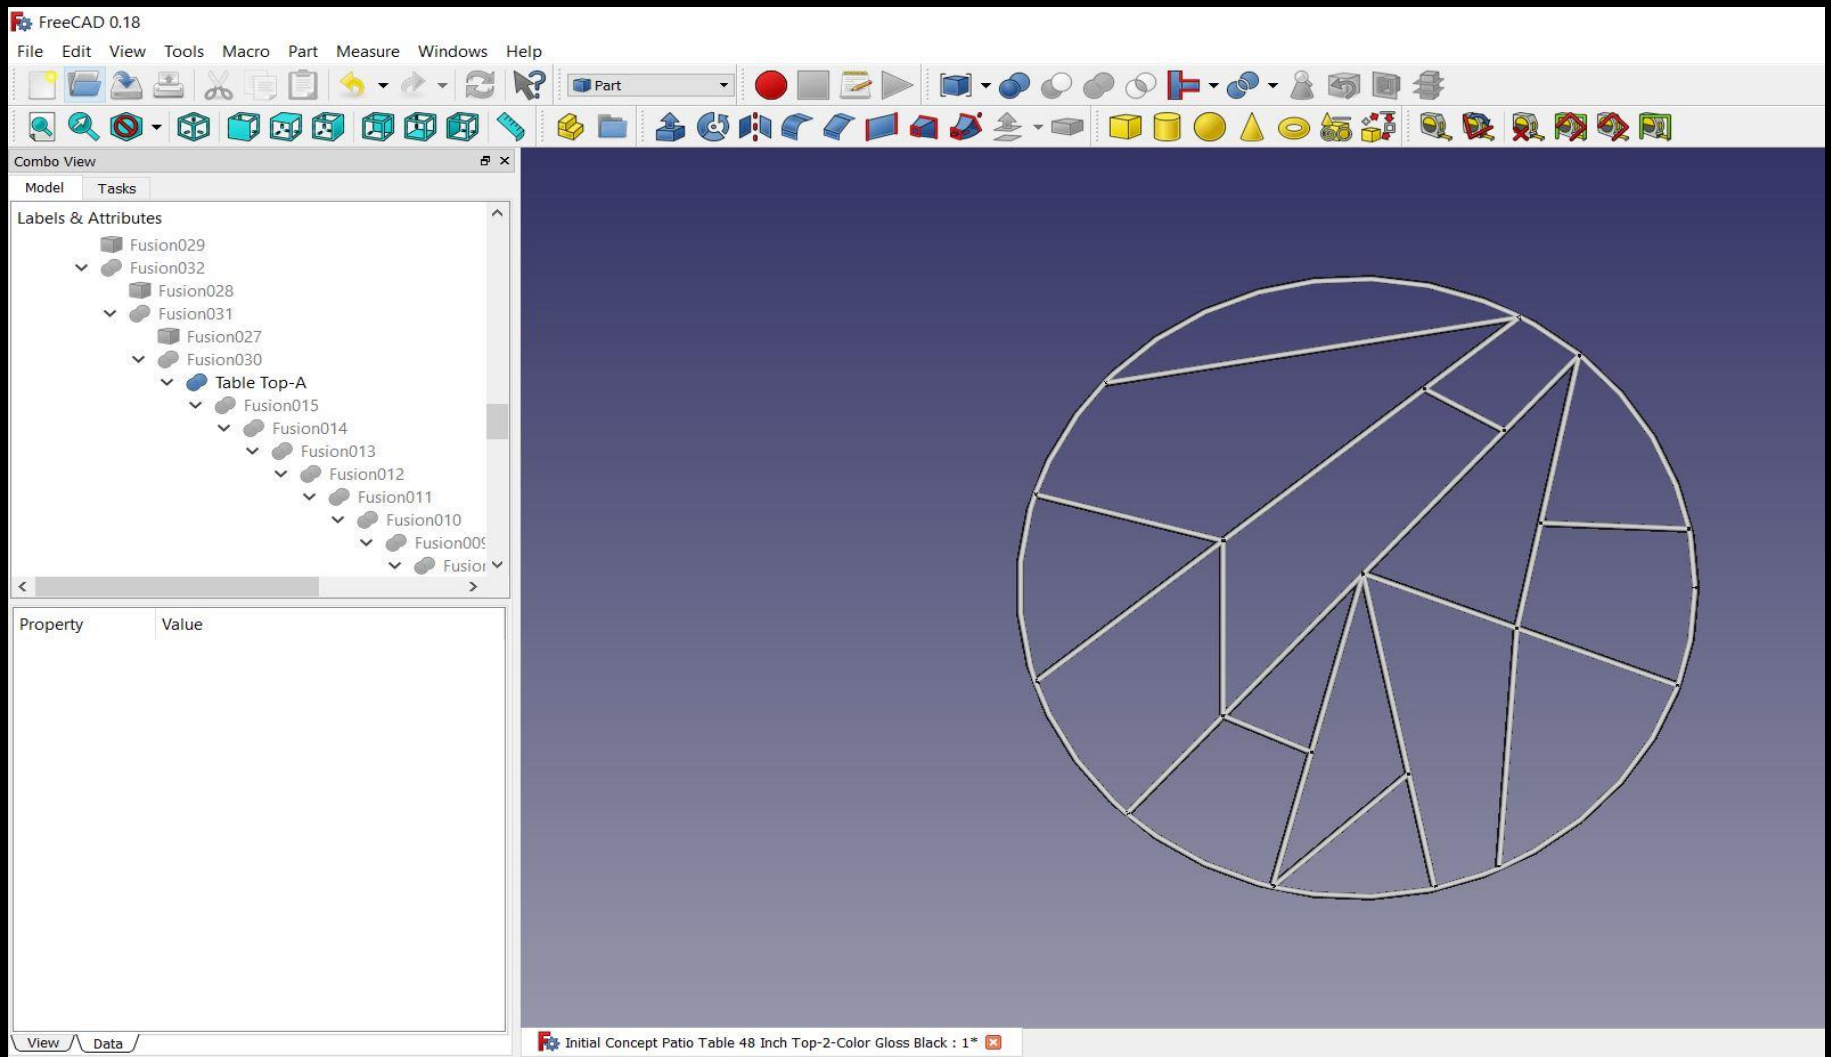 FreeCAD 0.18
File Edit View Tools Macro Part Measure Windows Help
Part
Combo View
Model Tasks
Labels & Attributes
Fusion029
Fusion032
Fusion028
Fusion031
Fusion027
Fusion030
Table Top-A
Fusion015
Fusion014
Fusion013
Fusion012
Fusion011
Fusion010
Fusion009
Fusion
Property Value
View Data
Initial Concept Patio Table 48 Inch Top-2-Color Gloss Black : 1*